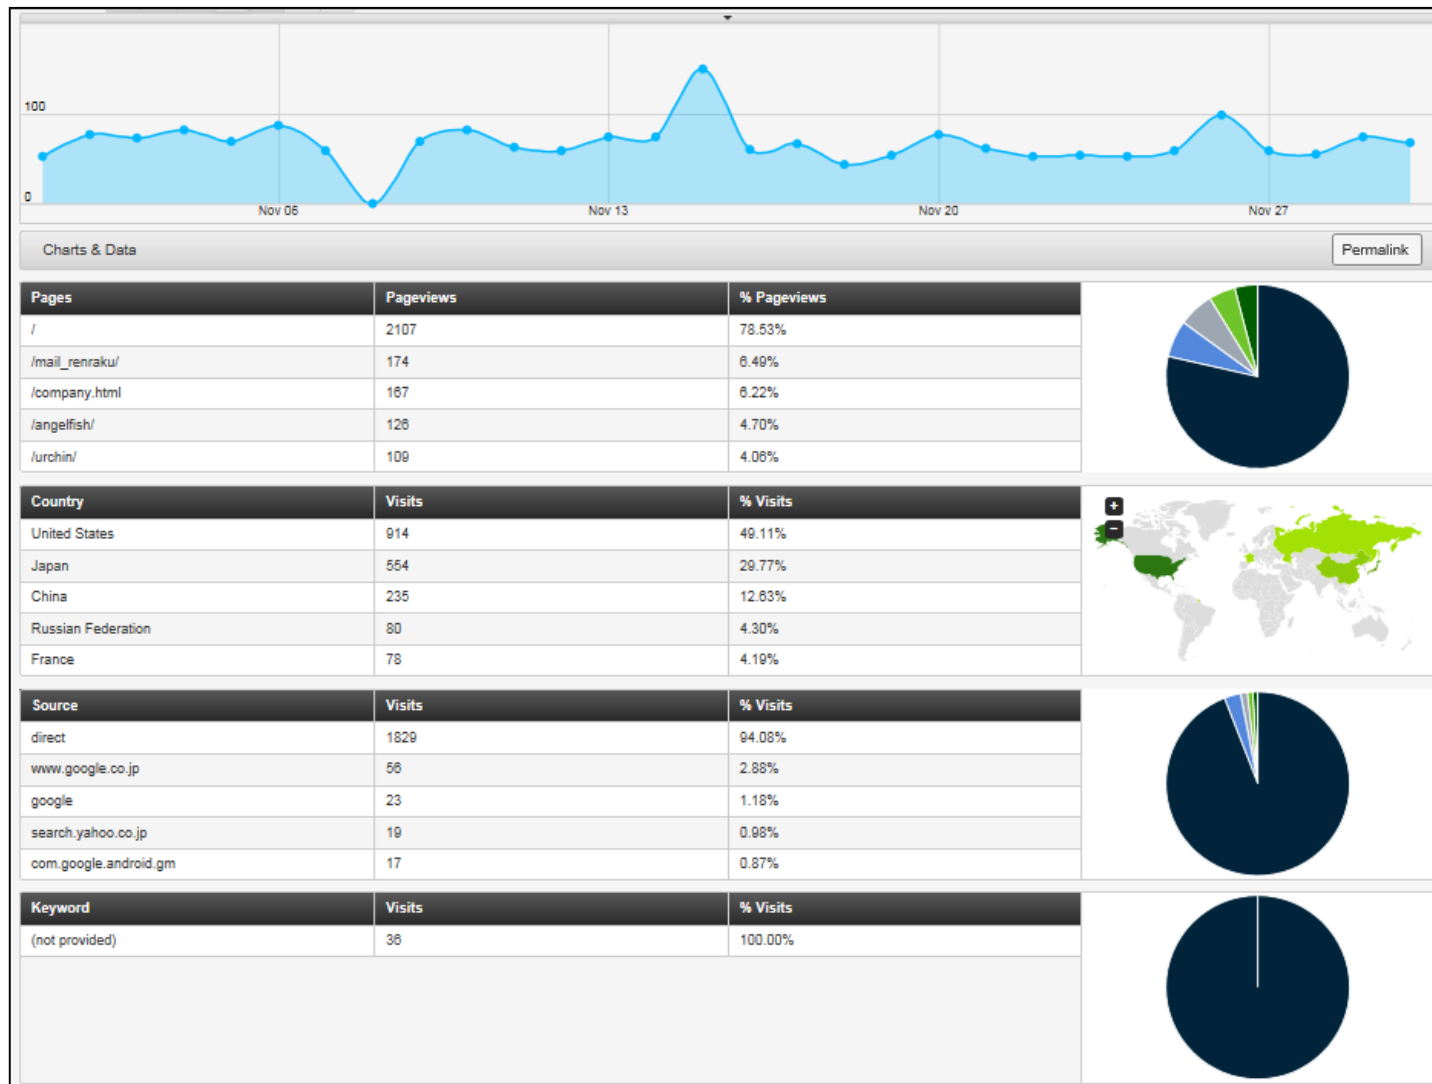 100
0
Nov 06 Nov 13 Nov 20 Nov 27
Charts & Data Permalink
Pages Pageviews % Pageviews
/ 2107 78.53%
/mail_renraku/ 174 6.49%
/company.html 167 6.22%
/angelfish/ 126 4.70%
/urchin/ 109 4.06%
Country Visits % Visits
United States 914 49.11%
Japan 554 29.77%
China 235 12.63%
Russian Federation 80 4.30%
France 78 4.19%
+
−
Source Visits % Visits
direct 1829 94.08%
www.google.co.jp 56 2.88%
google 23 1.18%
search.yahoo.co.jp 19 0.98%
com.google.android.gm 17 0.87%
Keyword Visits % Visits
(not provided) 36 100.00%